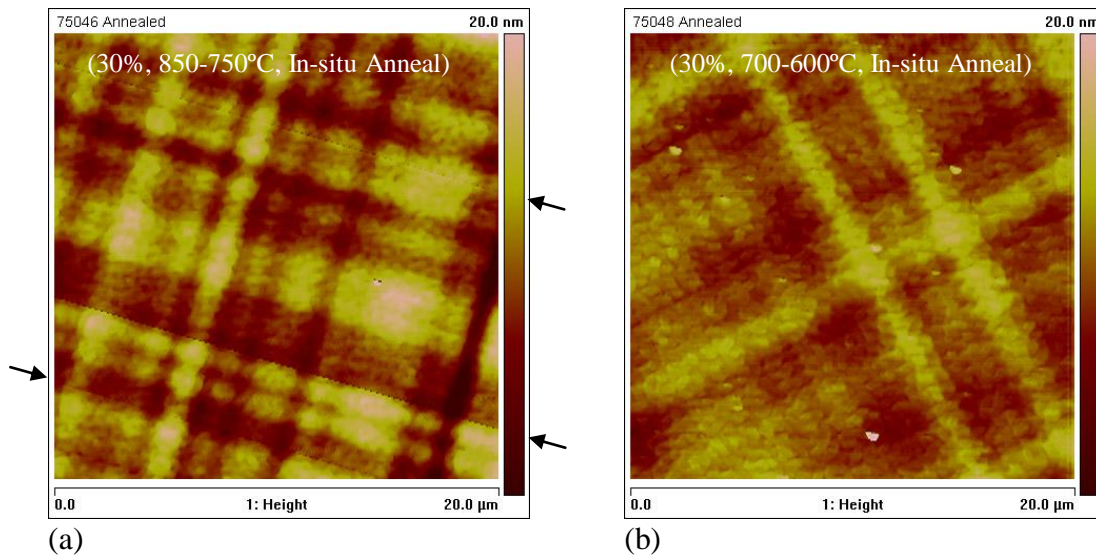 75046 Annealed 20.0 nm
(30%, 850-750ºC, In-situ Anneal)
0.0 1: Height 20.0 µm
(a)
75048 Annealed 20.0 nm
(30%, 700-600ºC, In-situ Anneal)
0.0 1: Height 20.0 µm
(b)